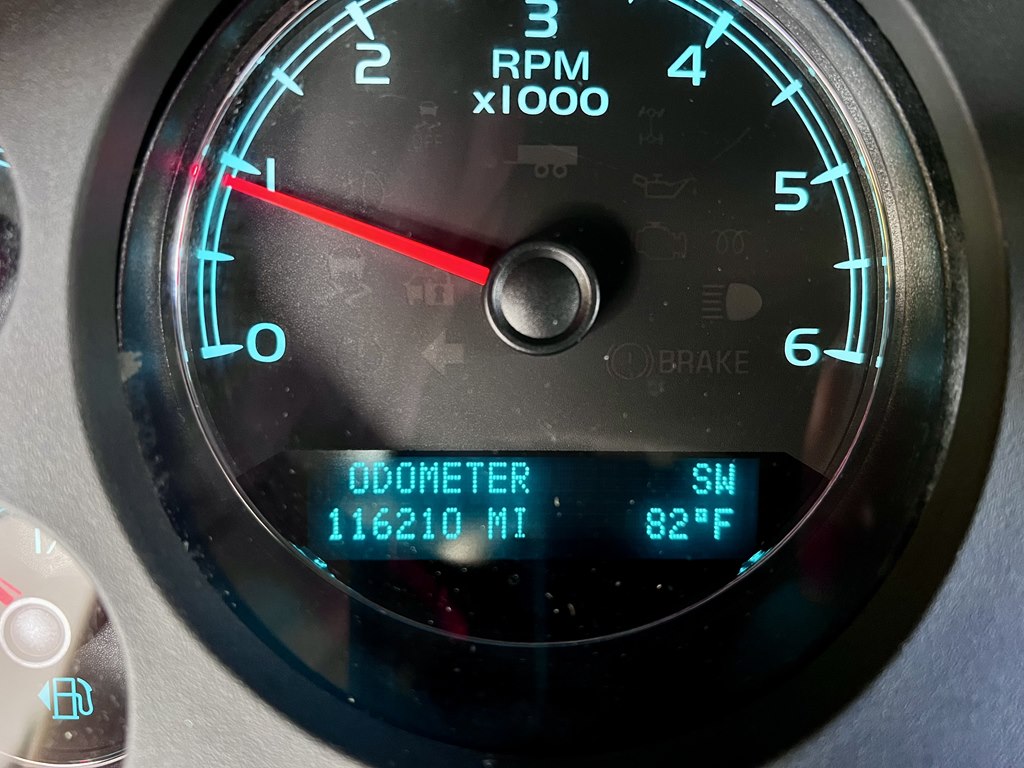 3
2
4
RPM
x1000
1
5
0
6
BRAKE
ODOMETER SW
116210 MI 82°F